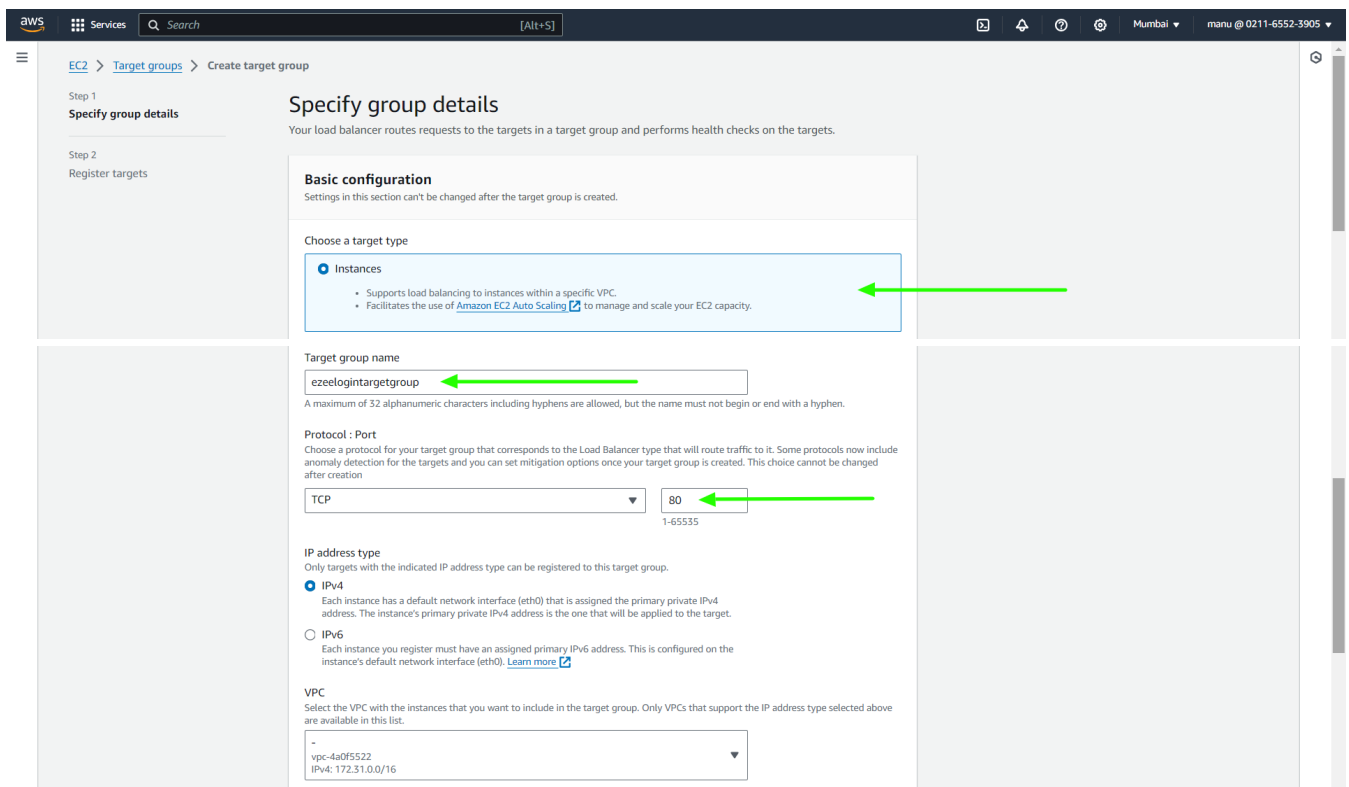 aws
Services
Search
[Alt+S]
Mumbai
manu @ 0211-6552-3905
EC2 > Target groups > Create target group
Step 1
Specify group details
Step 2
Register targets
Specify group details
Your load balancer routes requests to the targets in a target group and performs health checks on the targets.
Basic configuration
Settings in this section can't be changed after the target group is created.
Choose a target type
Instances
• Supports load balancing to instances within a specific VPC.
• Facilitates the use of Amazon EC2 Auto Scaling to manage and scale your EC2 capacity.
Target group name
ezeelogintargetgroup
A maximum of 32 alphanumeric characters including hyphens are allowed, but the name must not begin or end with a hyphen.
Protocol : Port
Choose a protocol for your target group that corresponds to the Load Balancer type that will route traffic to it. Some protocols now include
anomaly detection for the targets and you can set mitigation options once your target group is created. This choice cannot be changed
after creation
TCP
80
1-65535
IP address type
Only targets with the indicated IP address type can be registered to this target group.
IPv4
Each instance has a default network interface (eth0) that is assigned the primary private IPv4
address. The instance's primary private IPv4 address is the one that will be applied to the target.
IPv6
Each instance you register must have an assigned primary IPv6 address. This is configured on the
instance's default network interface (eth0). Learn more
VPC
Select the VPC with the instances that you want to include in the target group. Only VPCs that support the IP address type selected above
are available in this list.
-
vpc-4a0f5522
IPv4: 172.31.0.0/16